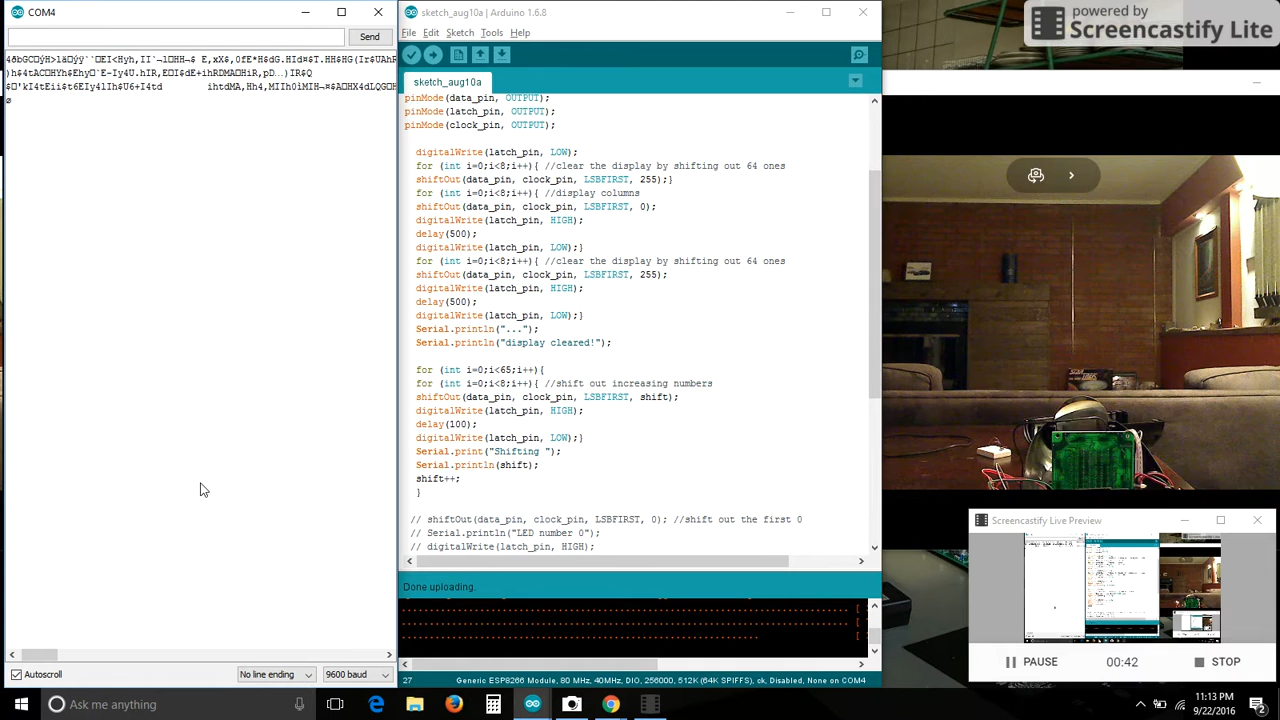 COM4
Send
Autoscroll
No line ending
9600 baud
sketch_aug10a | Arduino 1.6.8
File Edit Sketch Tools Help
sketch_aug10a
pinMode(data_pin, OUTPUT);
pinMode(latch_pin, OUTPUT);
pinMode(clock_pin, OUTPUT);
digitalWrite(latch_pin, LOW);
for (int i=0;i<8;i++){ //clear the display by shifting out 64 ones
shiftOut(data_pin, clock_pin, LSBFIRST, 255);}
for (int i=0;i<8;i++){ //display columns
shiftOut(data_pin, clock_pin, LSBFIRST, 0);
digitalWrite(latch_pin, HIGH);
delay(500);
digitalWrite(latch_pin, LOW);}
for (int i=0;i<8;i++){ //clear the display by shifting out 64 ones
shiftOut(data_pin, clock_pin, LSBFIRST, 255);
digitalWrite(latch_pin, HIGH);
delay(500);
digitalWrite(latch_pin, LOW);}
Serial.println("...");
Serial.println("display cleared!");
for (int i=0;i<65;i++){
for (int i=0;i<8;i++){ //shift out increasing numbers
shiftOut(data_pin, clock_pin, LSBFIRST, shift);
digitalWrite(latch_pin, HIGH);
delay(100);
digitalWrite(latch_pin, LOW);}
Serial.print("Shifting ");
Serial.println(shift);
shift++;
}
// shiftOut(data_pin, clock_pin, LSBFIRST, 0); //shift out the first 0
// Serial.println("LED number 0");
// digitalWrite(latch_pin, HIGH);
Done uploading.
27
Generic ESP8266 Module, 80 MHz, 40MHz, DIO, 256000, 512K (64K SPIFFS), ck, Disabled, None on COM4
powered by
Screencastify Lite
Screencastify Live Preview
PAUSE
00:42
STOP
Ask me anything
11:13 PM
9/22/2016
2